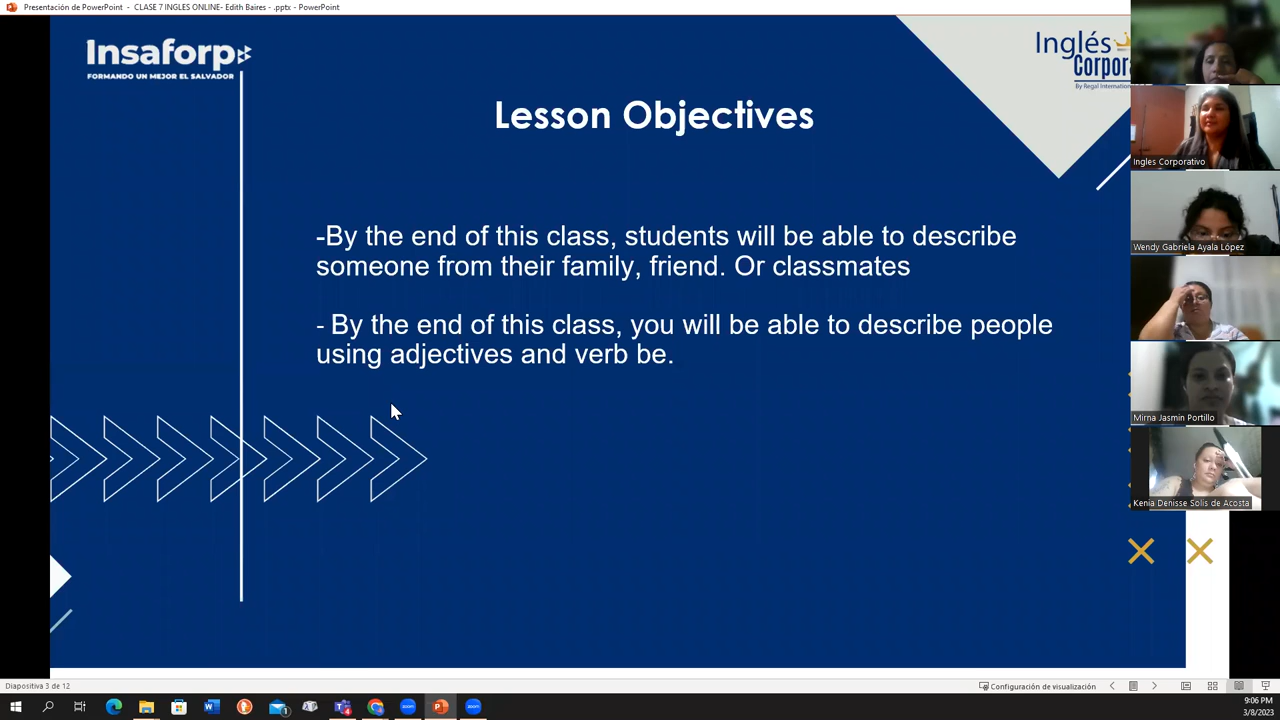 Presentación de PowerPoint - CLASE 7 INGLES ONLINE- Edith Baires - .pptx - PowerPoint
Insaforp
FORMANDO UN MEJOR EL SALVADOR
Inglés
Corpora
By Regal Internation
Lesson Objectives
-By the end of this class, students will be able to describe
someone from their family, friend. Or classmates
- By the end of this class, you will be able to describe people
using adjectives and verb be.
Ingles Corporativo
Wendy Gabriela Ayala López
Mirna Jasmin Portillo
Kenia Denisse Solis de Acosta
Diapositiva 3 de 12
Configuración de visualización
9:06 PM
3/8/2023